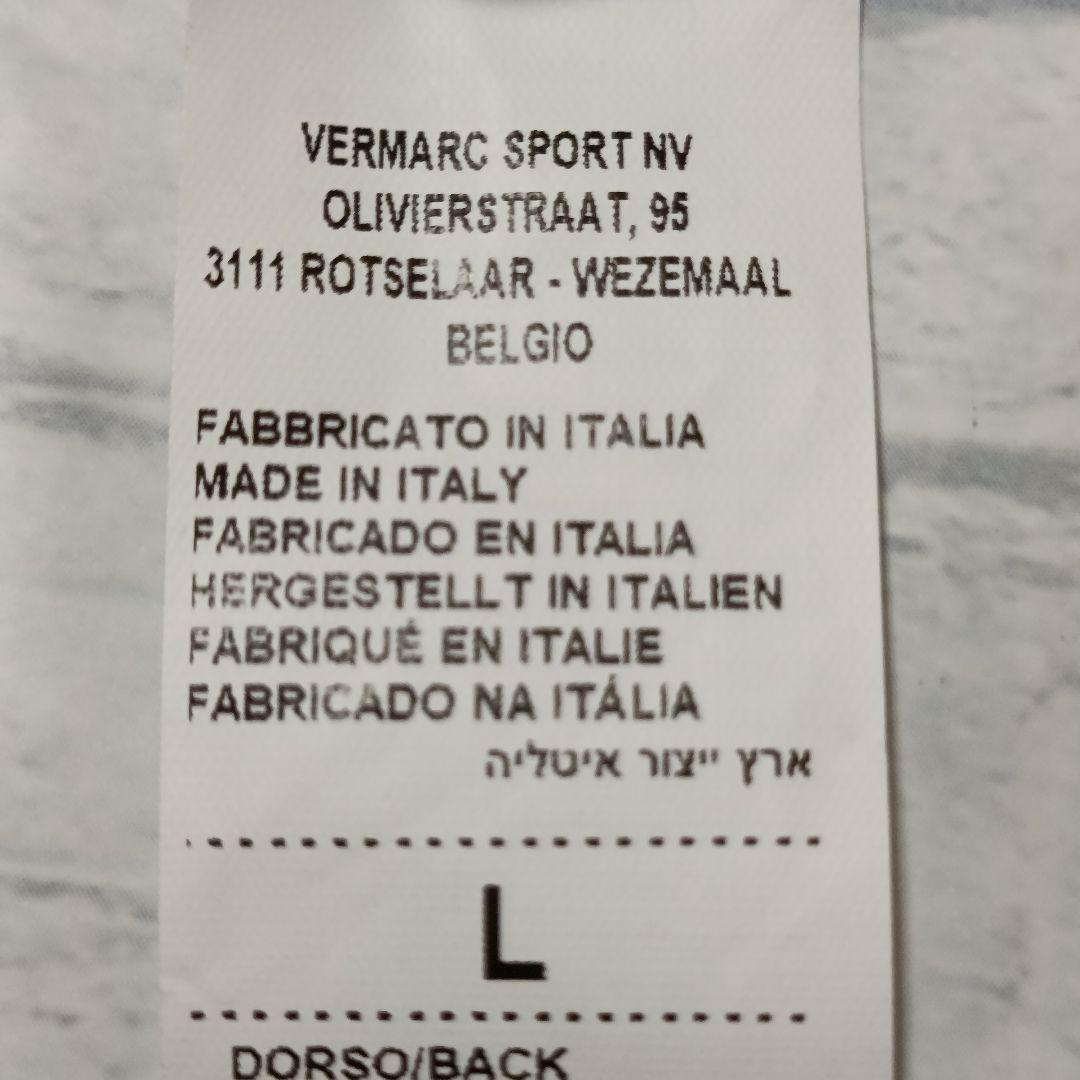 VERMARC SPORT NV
OLIVIERSTRAAT, 95
3111 ROTSELAAR - WEZEMAAL
BELGIO
FABBRICATO IN ITALIA
MADE IN ITALY
FABRICADO EN ITALIA
HERGESTELLT IN ITALIEN
FABRIQUÉ EN ITALIE
FABRICADO NA ITÁLIA
ארץ ייצור איטליה
L
DORSO/BACK